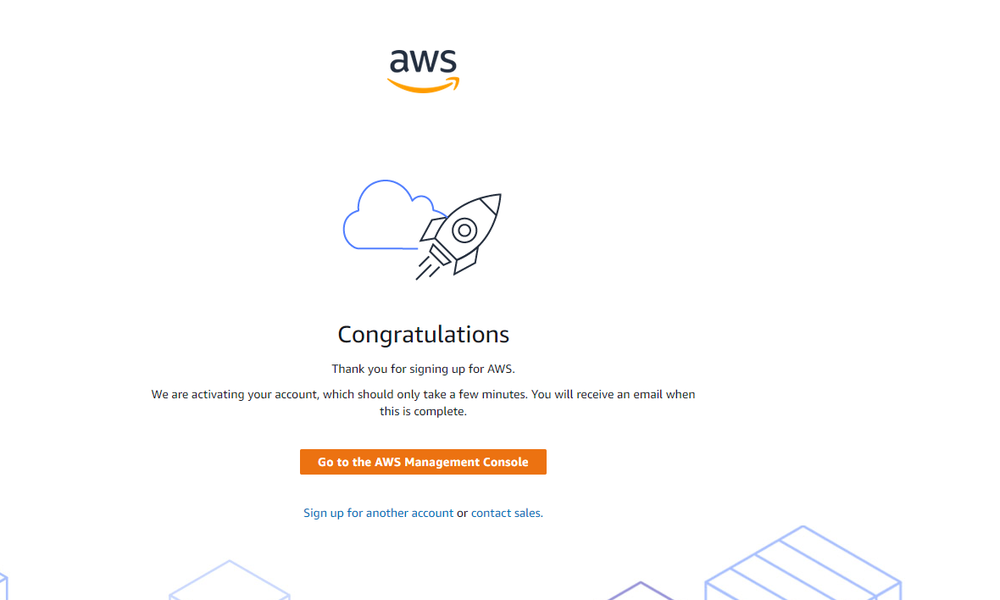 aws
Congratulations
Thank you for signing up for AWS.
We are activating your account, which should only take a few minutes. You will receive an email when
this is complete.
Go to the AWS Management Console
Sign up for another account or contact sales.